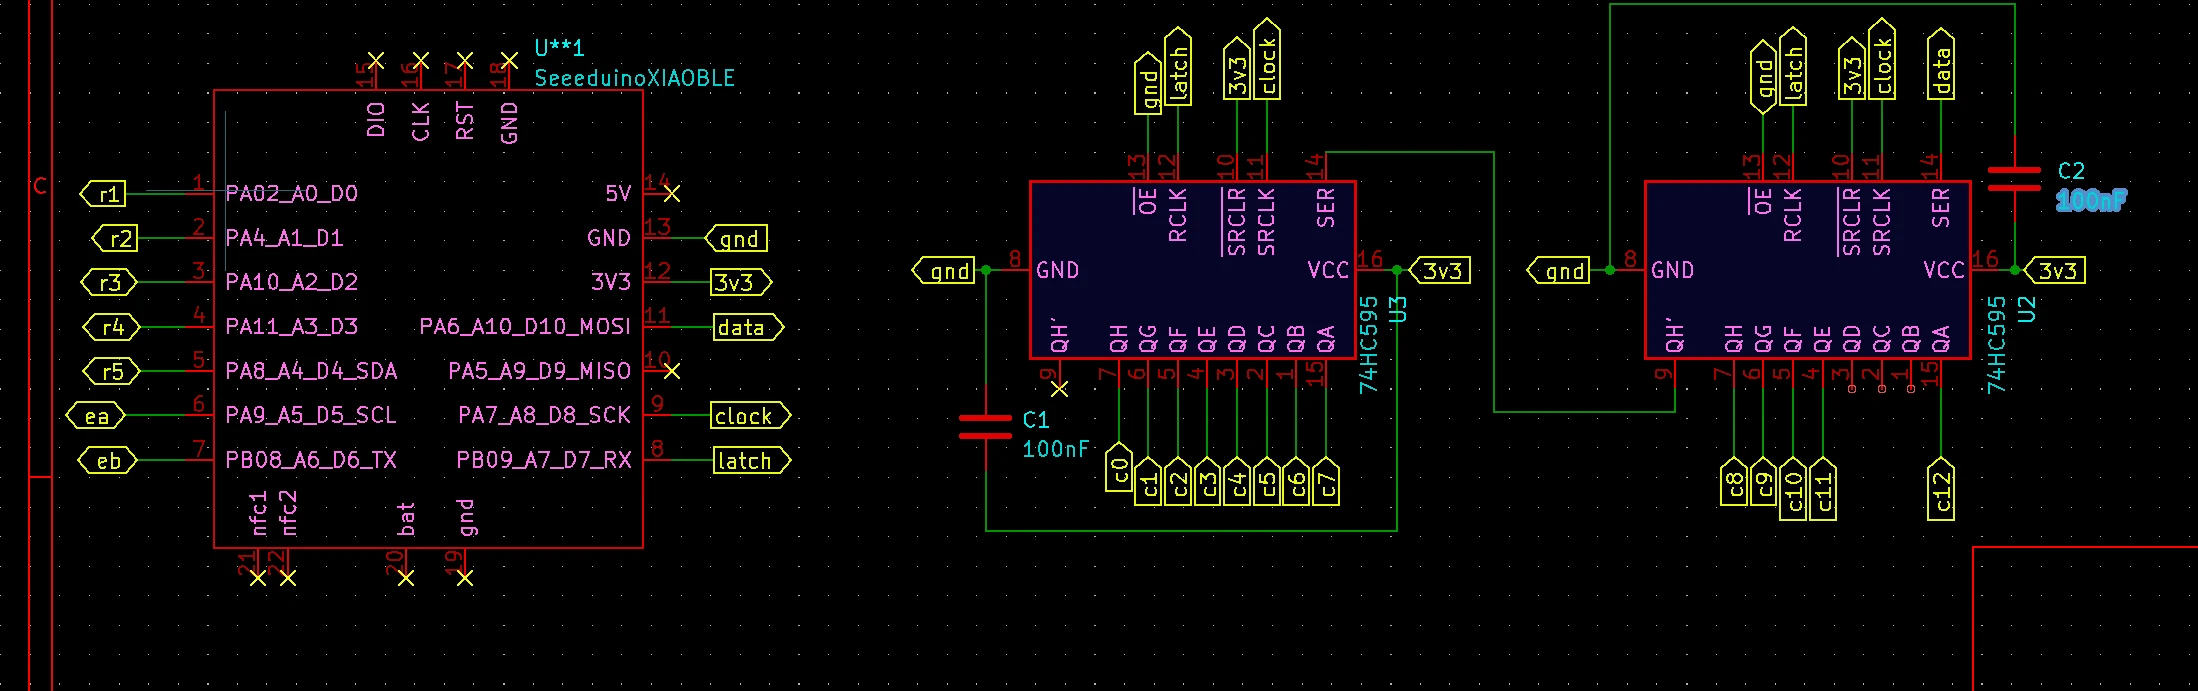 C
U**1
SeeeduinoXIAOBLE
15 16 17 18
DIO CLK RST GND
r1 1 PA02_A0_D0 5V 14
r2 2 PA4_A1_D1 GND 13 gnd
r3 3 PA10_A2_D2 3V3 12 3v3
r4 4 PA11_A3_D3 PA6_A10_D10_MOSI 11 data
r5 5 PA8_A4_D4_SDA PA5_A9_D9_MISO 10
ea 6 PA9_A5_D5_SCL PA7_A8_D8_SCK 9 clock
eb 7 PB08_A6_D6_TX PB09_A7_D7_RX 8 latch
nfc1 nfc2 bat gnd
21 22 20 19
gnd latch 3v3 clock
13 12 10 11 14
OE RCLK SRCLR SRCLK SER
gnd 8 GND VCC 16 3v3
QH' QH QG QF QE QD QC QB QA
9 7 6 5 4 3 2 1 15
74HC595
U3
C1
100nF
c0 c1 c2 c3 c4 c5 c6 c7
gnd latch 3v3 clock data
13 12 10 11 14
OE RCLK SRCLR SRCLK SER
C2
100nF
gnd 8 GND VCC 16 3v3
QH' QH QG QF QE QD QC QB QA
9 7 6 5 4 3 2 1 15
74HC595
U2
c8 c9 c10 c11 c12